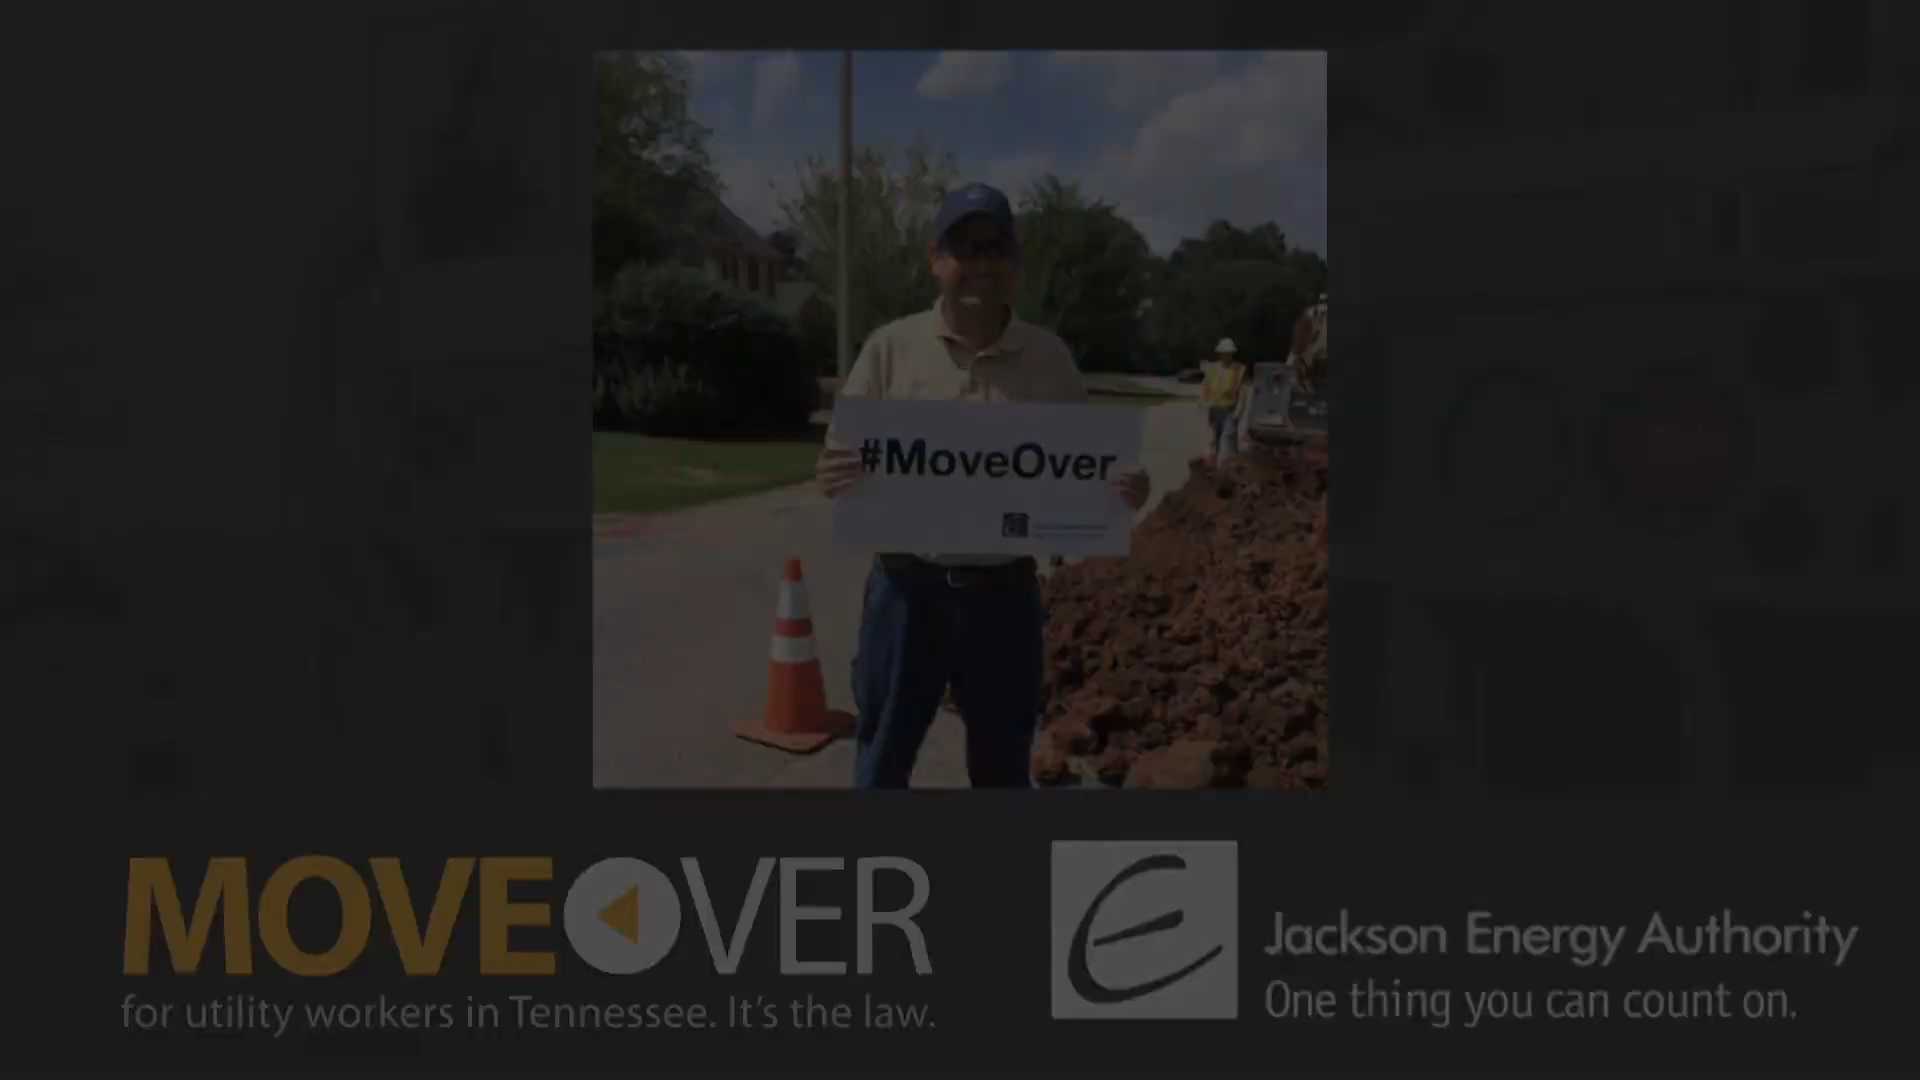 #MoveOver
MOVEOVER
for utility workers in Tennessee. It's the law.
Jackson Energy Authority
One thing you can count on.